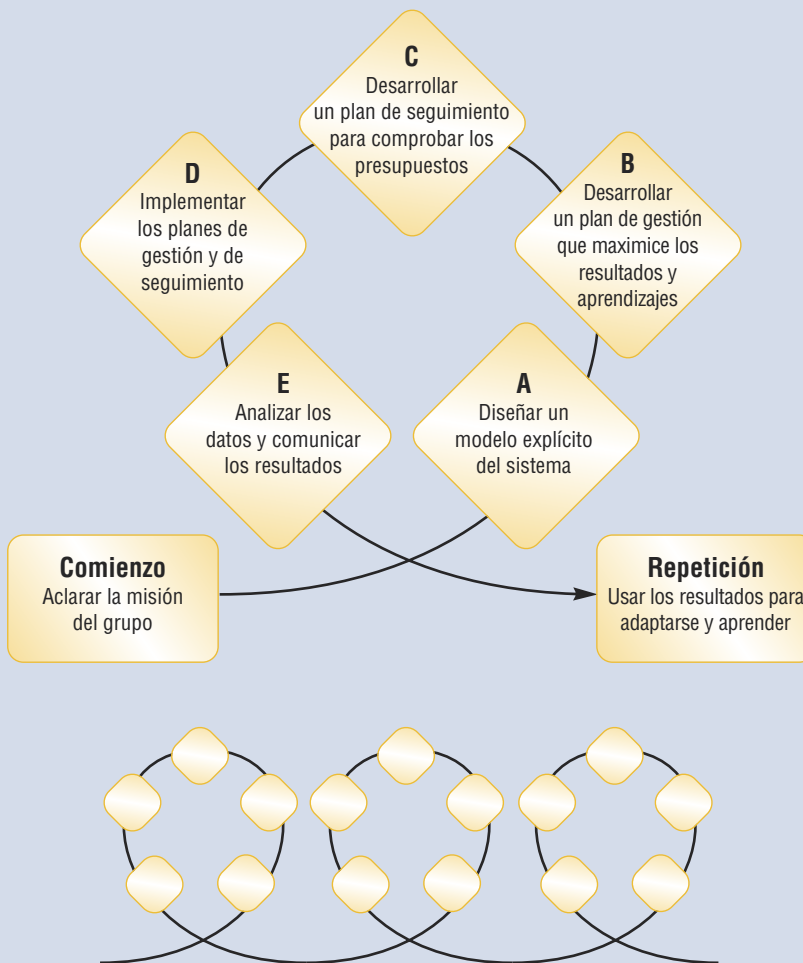 C
Desarrollar
un plan de seguimiento
para comprobar los
presupuestos
D
Implementar
los planes de
gestión y de
seguimiento
B
Desarrollar
un plan de gestión
que maximice los
resultados y
aprendizajes
E
Analizar los
datos y comunicar
los resultados
A
Diseñar un
modelo explícito
del sistema
Comienzo
Aclarar la misión
del grupo
Repetición
Usar los resultados para
adaptarse y aprender